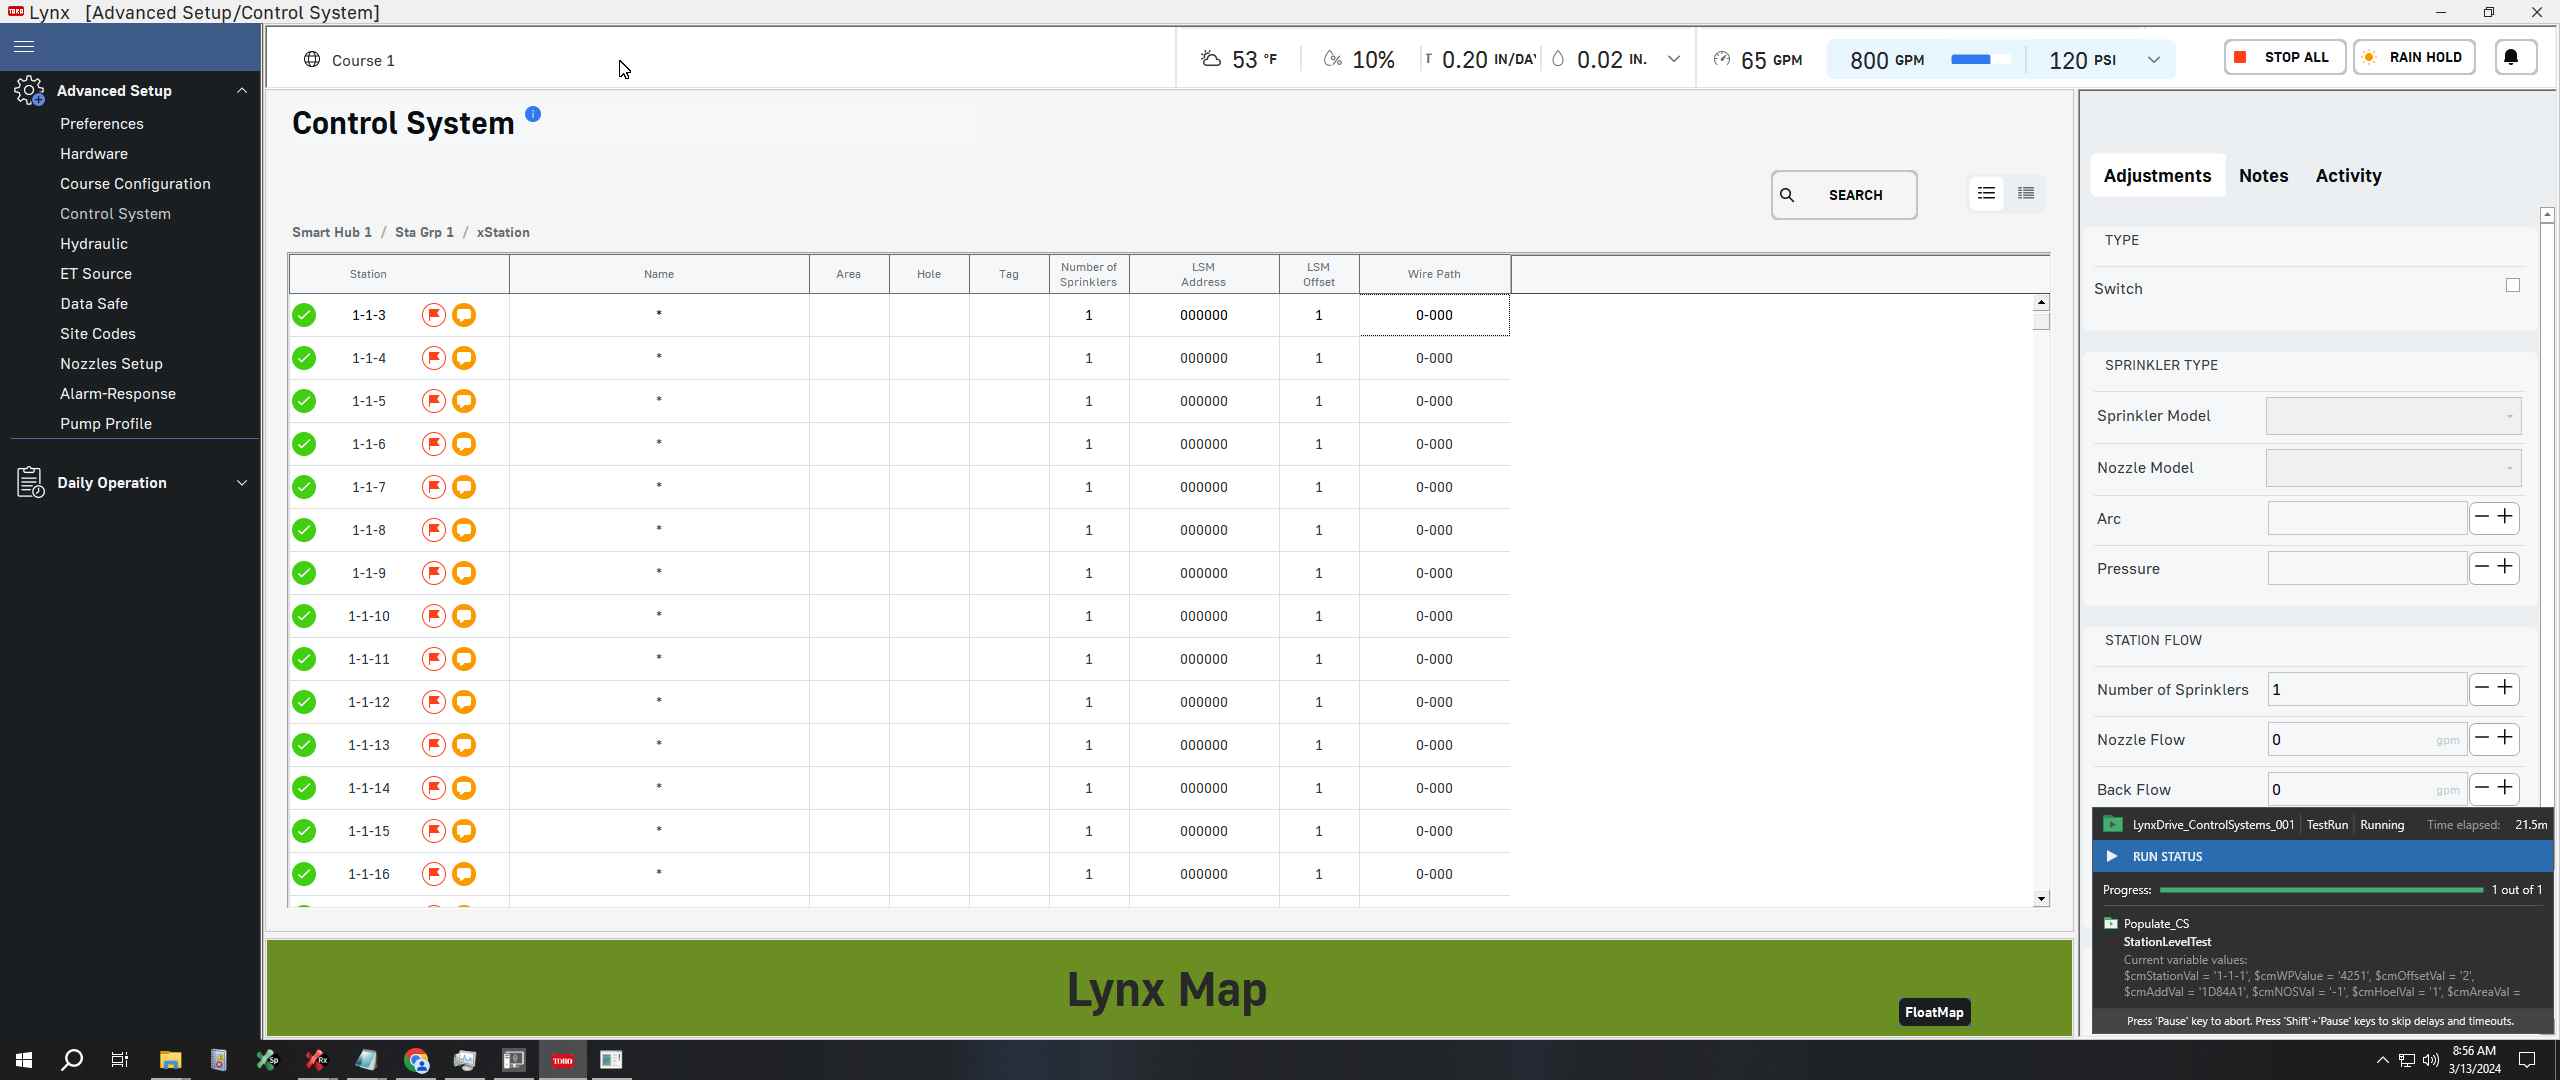 TORO Lynx [Advanced Setup/Control System]
Course 1
53 °F
10%
T 0.20 IN/DAY
0.02 IN.
65 GPM
800 GPM
120 PSI
STOP ALL
RAIN HOLD
Advanced Setup
Preferences
Hardware
Course Configuration
Control System
Hydraulic
ET Source
Data Safe
Site Codes
Nozzles Setup
Alarm-Response
Pump Profile
Daily Operation
Control System i
SEARCH
Smart Hub 1 / Sta Grp 1 / xStation
Station Name Area Hole Tag Number of Sprinklers LSM Address LSM Offset Wire Path
1-1-3 * 1 000000 1 0-000
1-1-4 * 1 000000 1 0-000
1-1-5 * 1 000000 1 0-000
1-1-6 * 1 000000 1 0-000
1-1-7 * 1 000000 1 0-000
1-1-8 * 1 000000 1 0-000
1-1-9 * 1 000000 1 0-000
1-1-10 * 1 000000 1 0-000
1-1-11 * 1 000000 1 0-000
1-1-12 * 1 000000 1 0-000
1-1-13 * 1 000000 1 0-000
1-1-14 * 1 000000 1 0-000
1-1-15 * 1 000000 1 0-000
1-1-16 * 1 000000 1 0-000
Lynx Map
FloatMap
Adjustments Notes Activity
TYPE
Switch
SPRINKLER TYPE
Sprinkler Model
Nozzle Model
Arc
Pressure
STATION FLOW
Number of Sprinklers 1
Nozzle Flow 0 gpm
Back Flow 0 gpm
LynxDrive_ControlSystems_001 TestRun Running Time elapsed: 21.5m
RUN STATUS
Progress: 1 out of 1
Populate_CS
StationLevelTest
Current variable values:
$cmStationVal = '1-1-1', $cmWPValue = '4251', $cmOffsetVal = '2',
$cmAddVal = '1D84A1', $cmNOSVal = '-1', $cmHoelVal = '1', $cmAreaVal =
Press 'Pause' key to abort. Press 'Shift'+'Pause' keys to skip delays and timeouts.
Sp
Rx
TORO
8:56 AM
3/13/2024